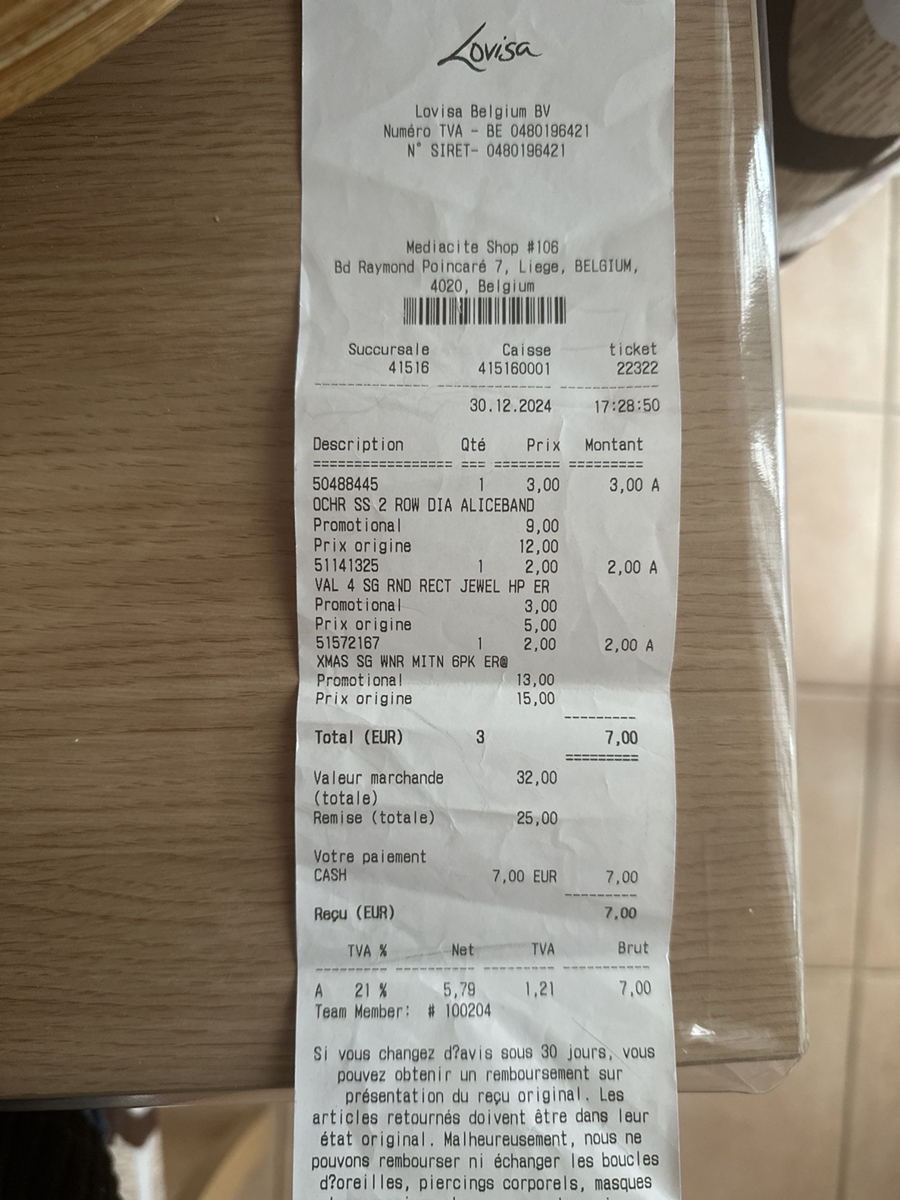 Lovisa
Lovisa Belgium BV
Numéro TVA - BE 0480196421
N° SIRET- 0480196421
Mediacite Shop #106
Bd Raymond Poincaré 7, Liege, BELGIUM,
4020, Belgium
Succursale Caisse ticket
41516 415160001 22322
30.12.2024 17:28:50
Description Qté Prix Montant
50488445 1 3,00 3,00 A
OCHR SS 2 ROW DIA ALICEBAND
Promotional 9,00
Prix origine 12,00
51141325 1 2,00 2,00 A
VAL 4 SG RND RECT JEWEL HP ER
Promotional 3,00
Prix origine 5,00
51572167 1 2,00 2,00 A
XMAS SG WNR MITN 6PK ER@
Promotional 13,00
Prix origine 15,00
Total (EUR) 3 7,00
Valeur marchande 32,00
(totale)
Remise (totale) 25,00
Votre paiement
CASH 7,00 EUR 7,00
Reçu (EUR) 7,00
TVA % Net TVA Brut
A 21 % 5,79 1,21 7,00
Team Member: # 100204
Si vous changez d?avis sous 30 jours, vous
pouvez obtenir un remboursement sur
présentation du reçu original. Les
articles retournés doivent être dans leur
état original. Malheureusement, nous ne
pouvons rembourser ni échanger les boucles
d?oreilles, piercings corporels, masques